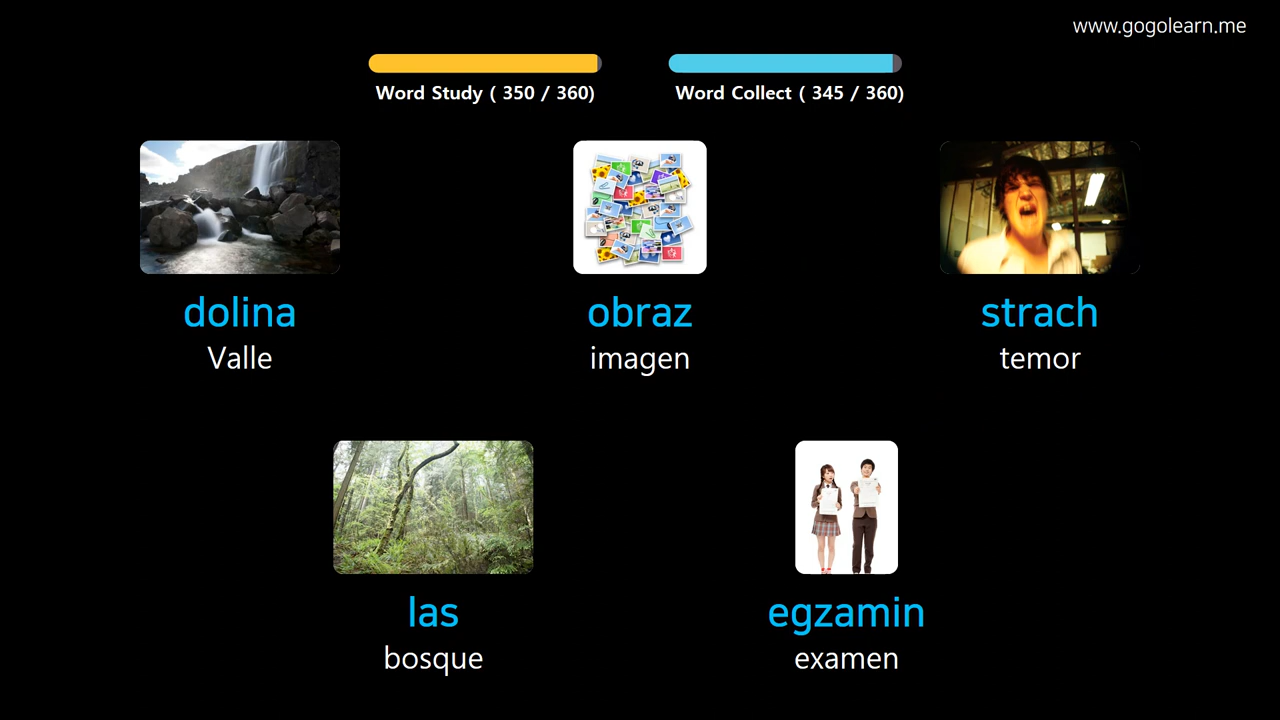 www.gogolearn.me
Word Study ( 350 / 360)
Word Collect ( 345 / 360)
dolina
Valle
obraz
imagen
strach
temor
las
bosque
egzamin
examen